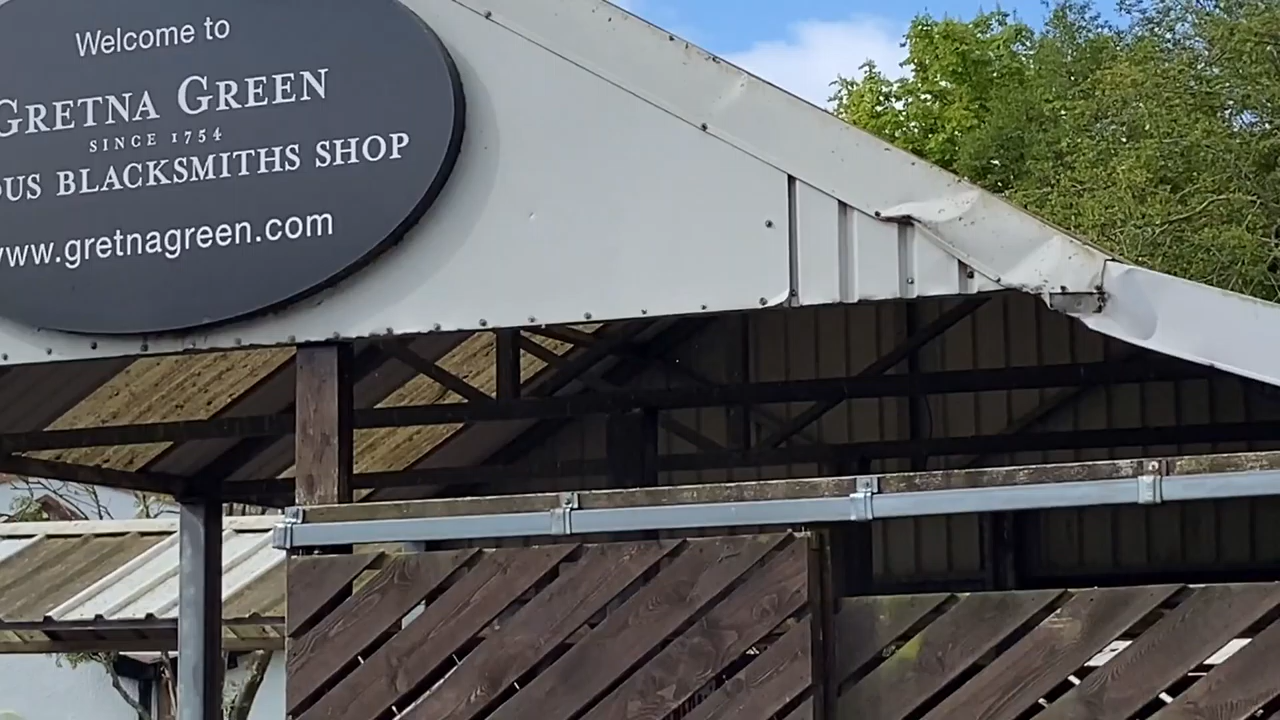 Welcome to
GRETNA GREEN
SINCE 1754
BLACKSMITHS SHOP
www.gretnagreen.com